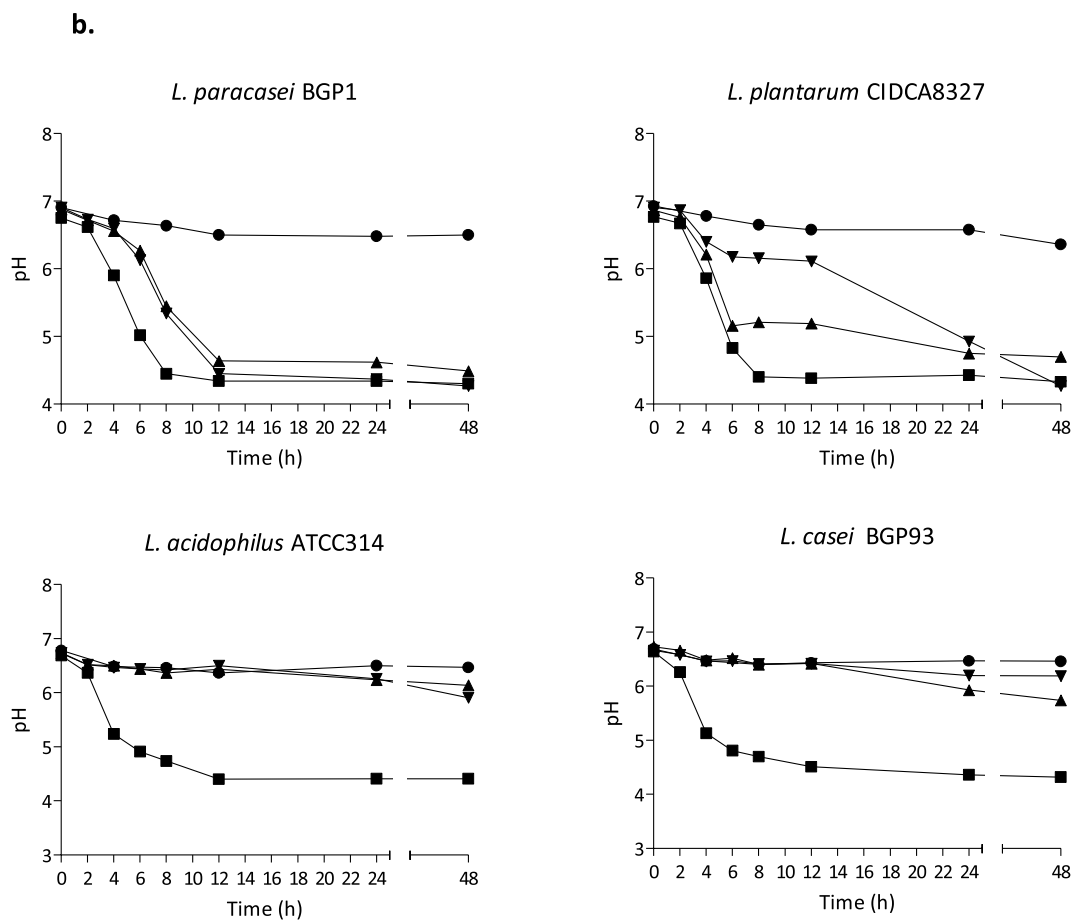 b.
L. paracasei BGP1
8
7
6
5
4
pH
0 2 4 6 8 10 12 14 16 18 20 22 24 48
Time (h)
L. plantarum CIDCA8327
8
7
6
5
4
pH
0 2 4 6 8 10 12 14 16 18 20 22 24 48
Time (h)
L. acidophilus ATCC314
8
7
6
5
4
3
pH
0 2 4 6 8 10 12 14 16 18 20 22 24 48
Time (h)
L. casei BGP93
8
7
6
5
4
3
pH
0 2 4 6 8 10 12 14 16 18 20 22 24 48
Time (h)